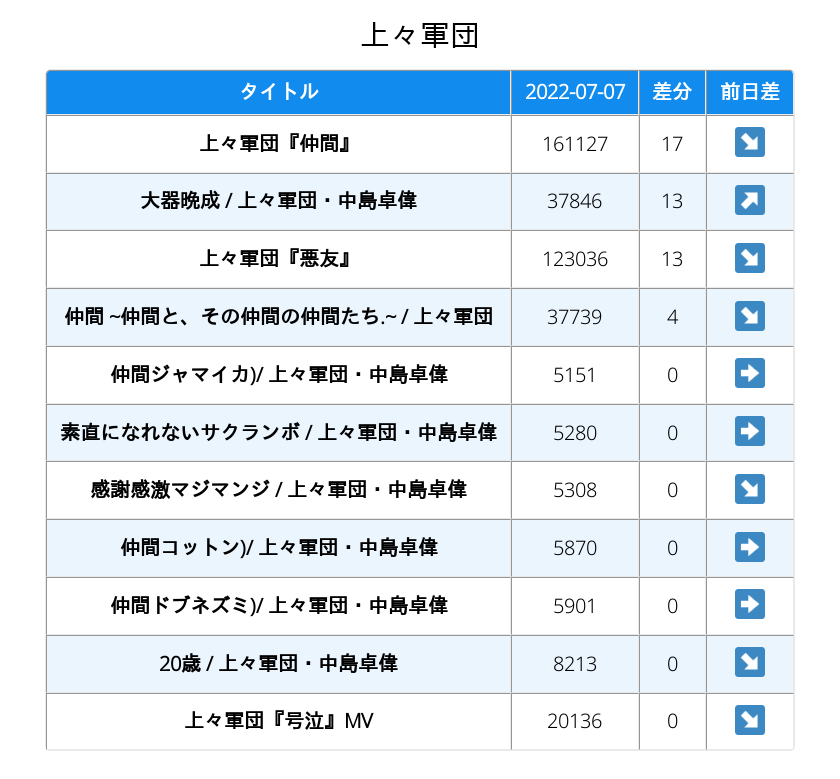 上々軍団
タイトル 2022-07-07 差分 前日差
上々軍団『仲間』 161127 17 ↘
大器晩成 / 上々軍団・中島卓偉 37846 13 ↗
上々軍団『悪友』 123036 13 ↘
仲間 ~仲間と、その仲間の仲間たち.~ / 上々軍団 37739 4 ↘
仲間ジャマイカ)/ 上々軍団・中島卓偉 5151 0 ➡
素直になれないサクランボ / 上々軍団・中島卓偉 5280 0 ➡
感謝感激マジマンジ / 上々軍団・中島卓偉 5308 0 ↘
仲間コットン)/ 上々軍団・中島卓偉 5870 0 ➡
仲間ドブネズミ)/ 上々軍団・中島卓偉 5901 0 ➡
20歳 / 上々軍団・中島卓偉 8213 0 ↘
上々軍団『号泣』MV 20136 0 ↘